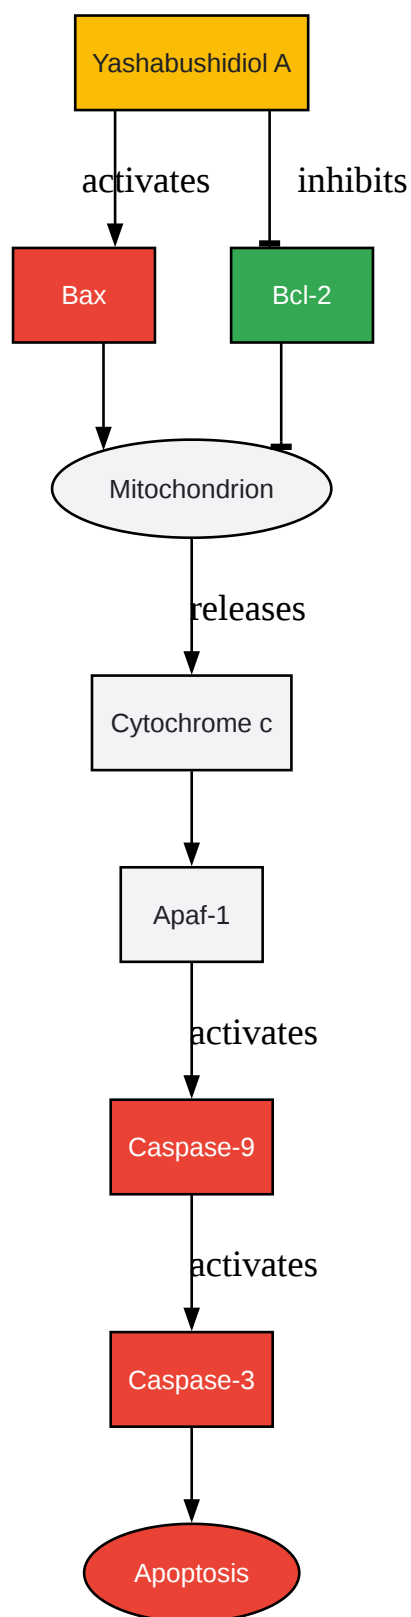 Yashabushidiol A
activates
inhibits
Bax
Bcl-2
Mitochondrion
releases
Cytochrome c
Apaf-1
activates
Caspase-9
activates
Caspase-3
Apoptosis